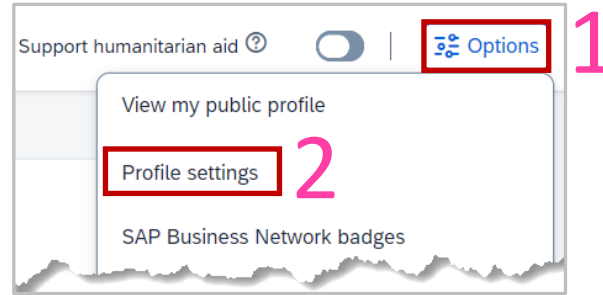 Support humanitarian aid ? Options 1
View my public profile
Profile settings 2
SAP Business Network badges